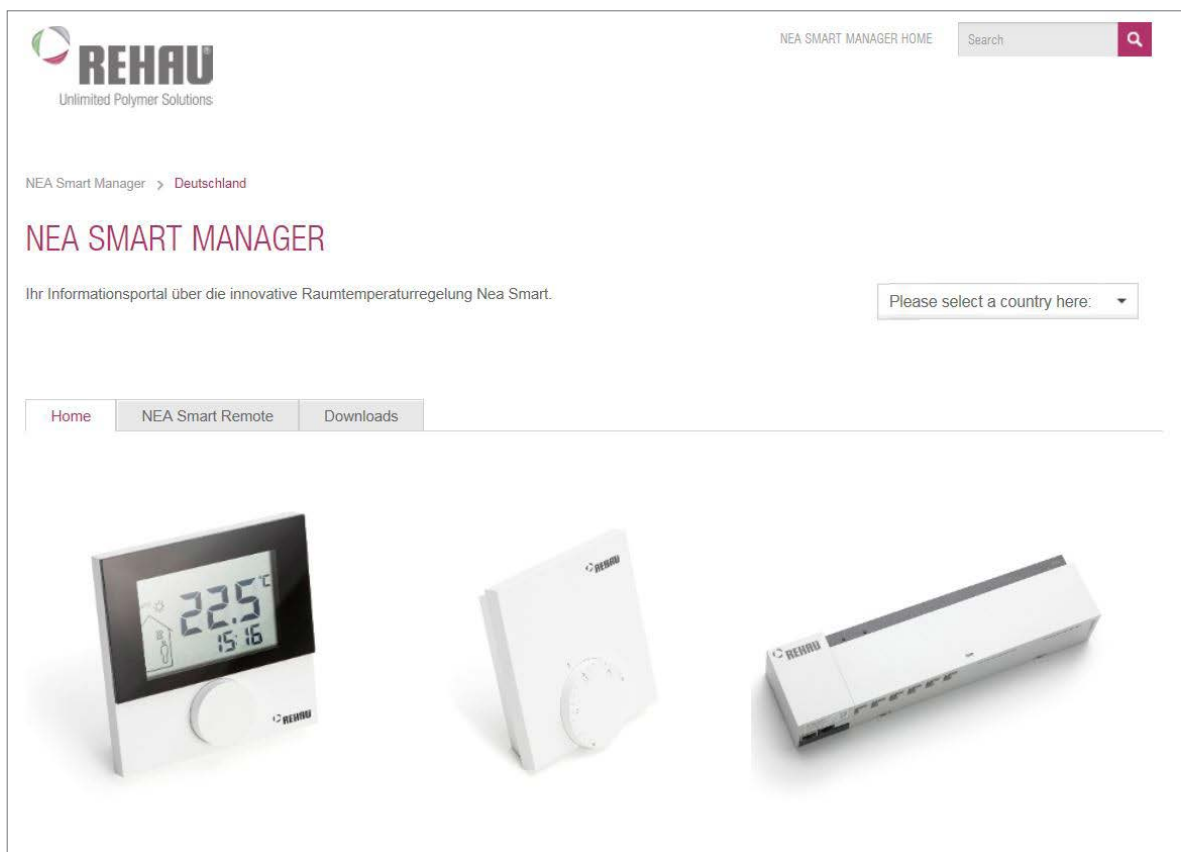 REHAU
Unlimited Polymer Solutions
NEA SMART MANAGER HOME
Search
NEA Smart Manager > Deutschland
NEA SMART MANAGER
Ihr Informationsportal über die innovative Raumtemperaturregelung Nea Smart.
Please select a country here:
Home
NEA Smart Remote
Downloads
22.5 °C
15:16
REHAU
REHAU
REHAU